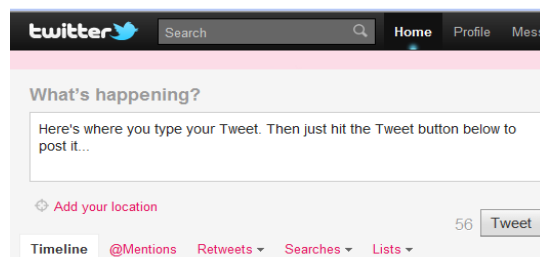 twitter Search Home Profile
What's happening?
Here's where you type your Tweet. Then just hit the Tweet button below to
post it...
Add your location
56 Tweet
Timeline @Mentions Retweets Searches Lists